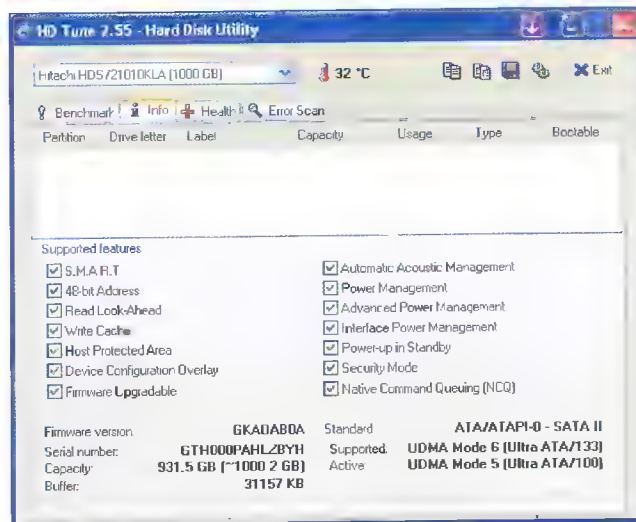 HD Tune 2.55 - Hard Disk Utility
Hitachi HDS721010KLA (1000 GB) 32 °C Exit
Benchmark Info Health Error Scan
Partition Drive letter Label Capacity Usage Type Bootable
Supported features
S.M.A.R.T
48-bit Address
Read Look-Ahead
Write Cache
Host Protected Area
Device Configuration Overlay
Firmware Upgradable
Automatic Acoustic Management
Power Management
Advanced Power Management
Interface Power Management
Power-up in Standby
Security Mode
Native Command Queuing (NCQ)
Firmware version: GKAOAB0A
Serial number: GTH000PAHLZBYH
Capacity: 931.5 GB (~1000.2 GB)
Buffer: 31157 KB
Standard ATA/ATAPI-0 - SATA II
Supported: UDMA Mode 6 (Ultra ATA/133)
Active: UDMA Mode 5 (Ultra ATA/100)